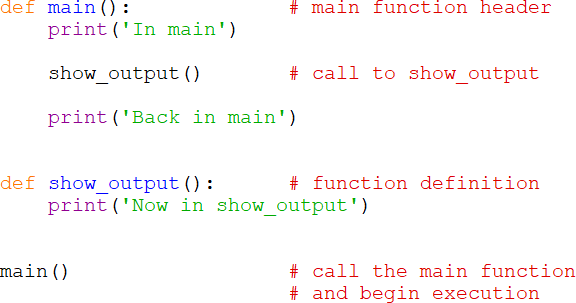 def main():             # main function header
    print('In main')
    show_output()       # call to show_output
    print('Back in main')
def show_output():      # function definition
    print('Now in show_output')
main()                  # call the main function
                        # and begin execution